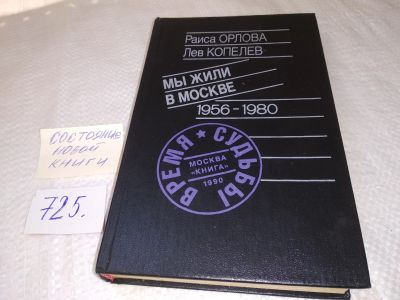 Раиса ОРЛОВА
Лев КОПЕЛЕВ
МЫ ЖИЛИ
В МОСКВЕ
1956-1980
ВРЕМЯ ★ СУДЬБЫ
МОСКВА
«КНИГА»
1990
СОСТОЯНИЕ
НОВОЙ
КНИГИ
725.